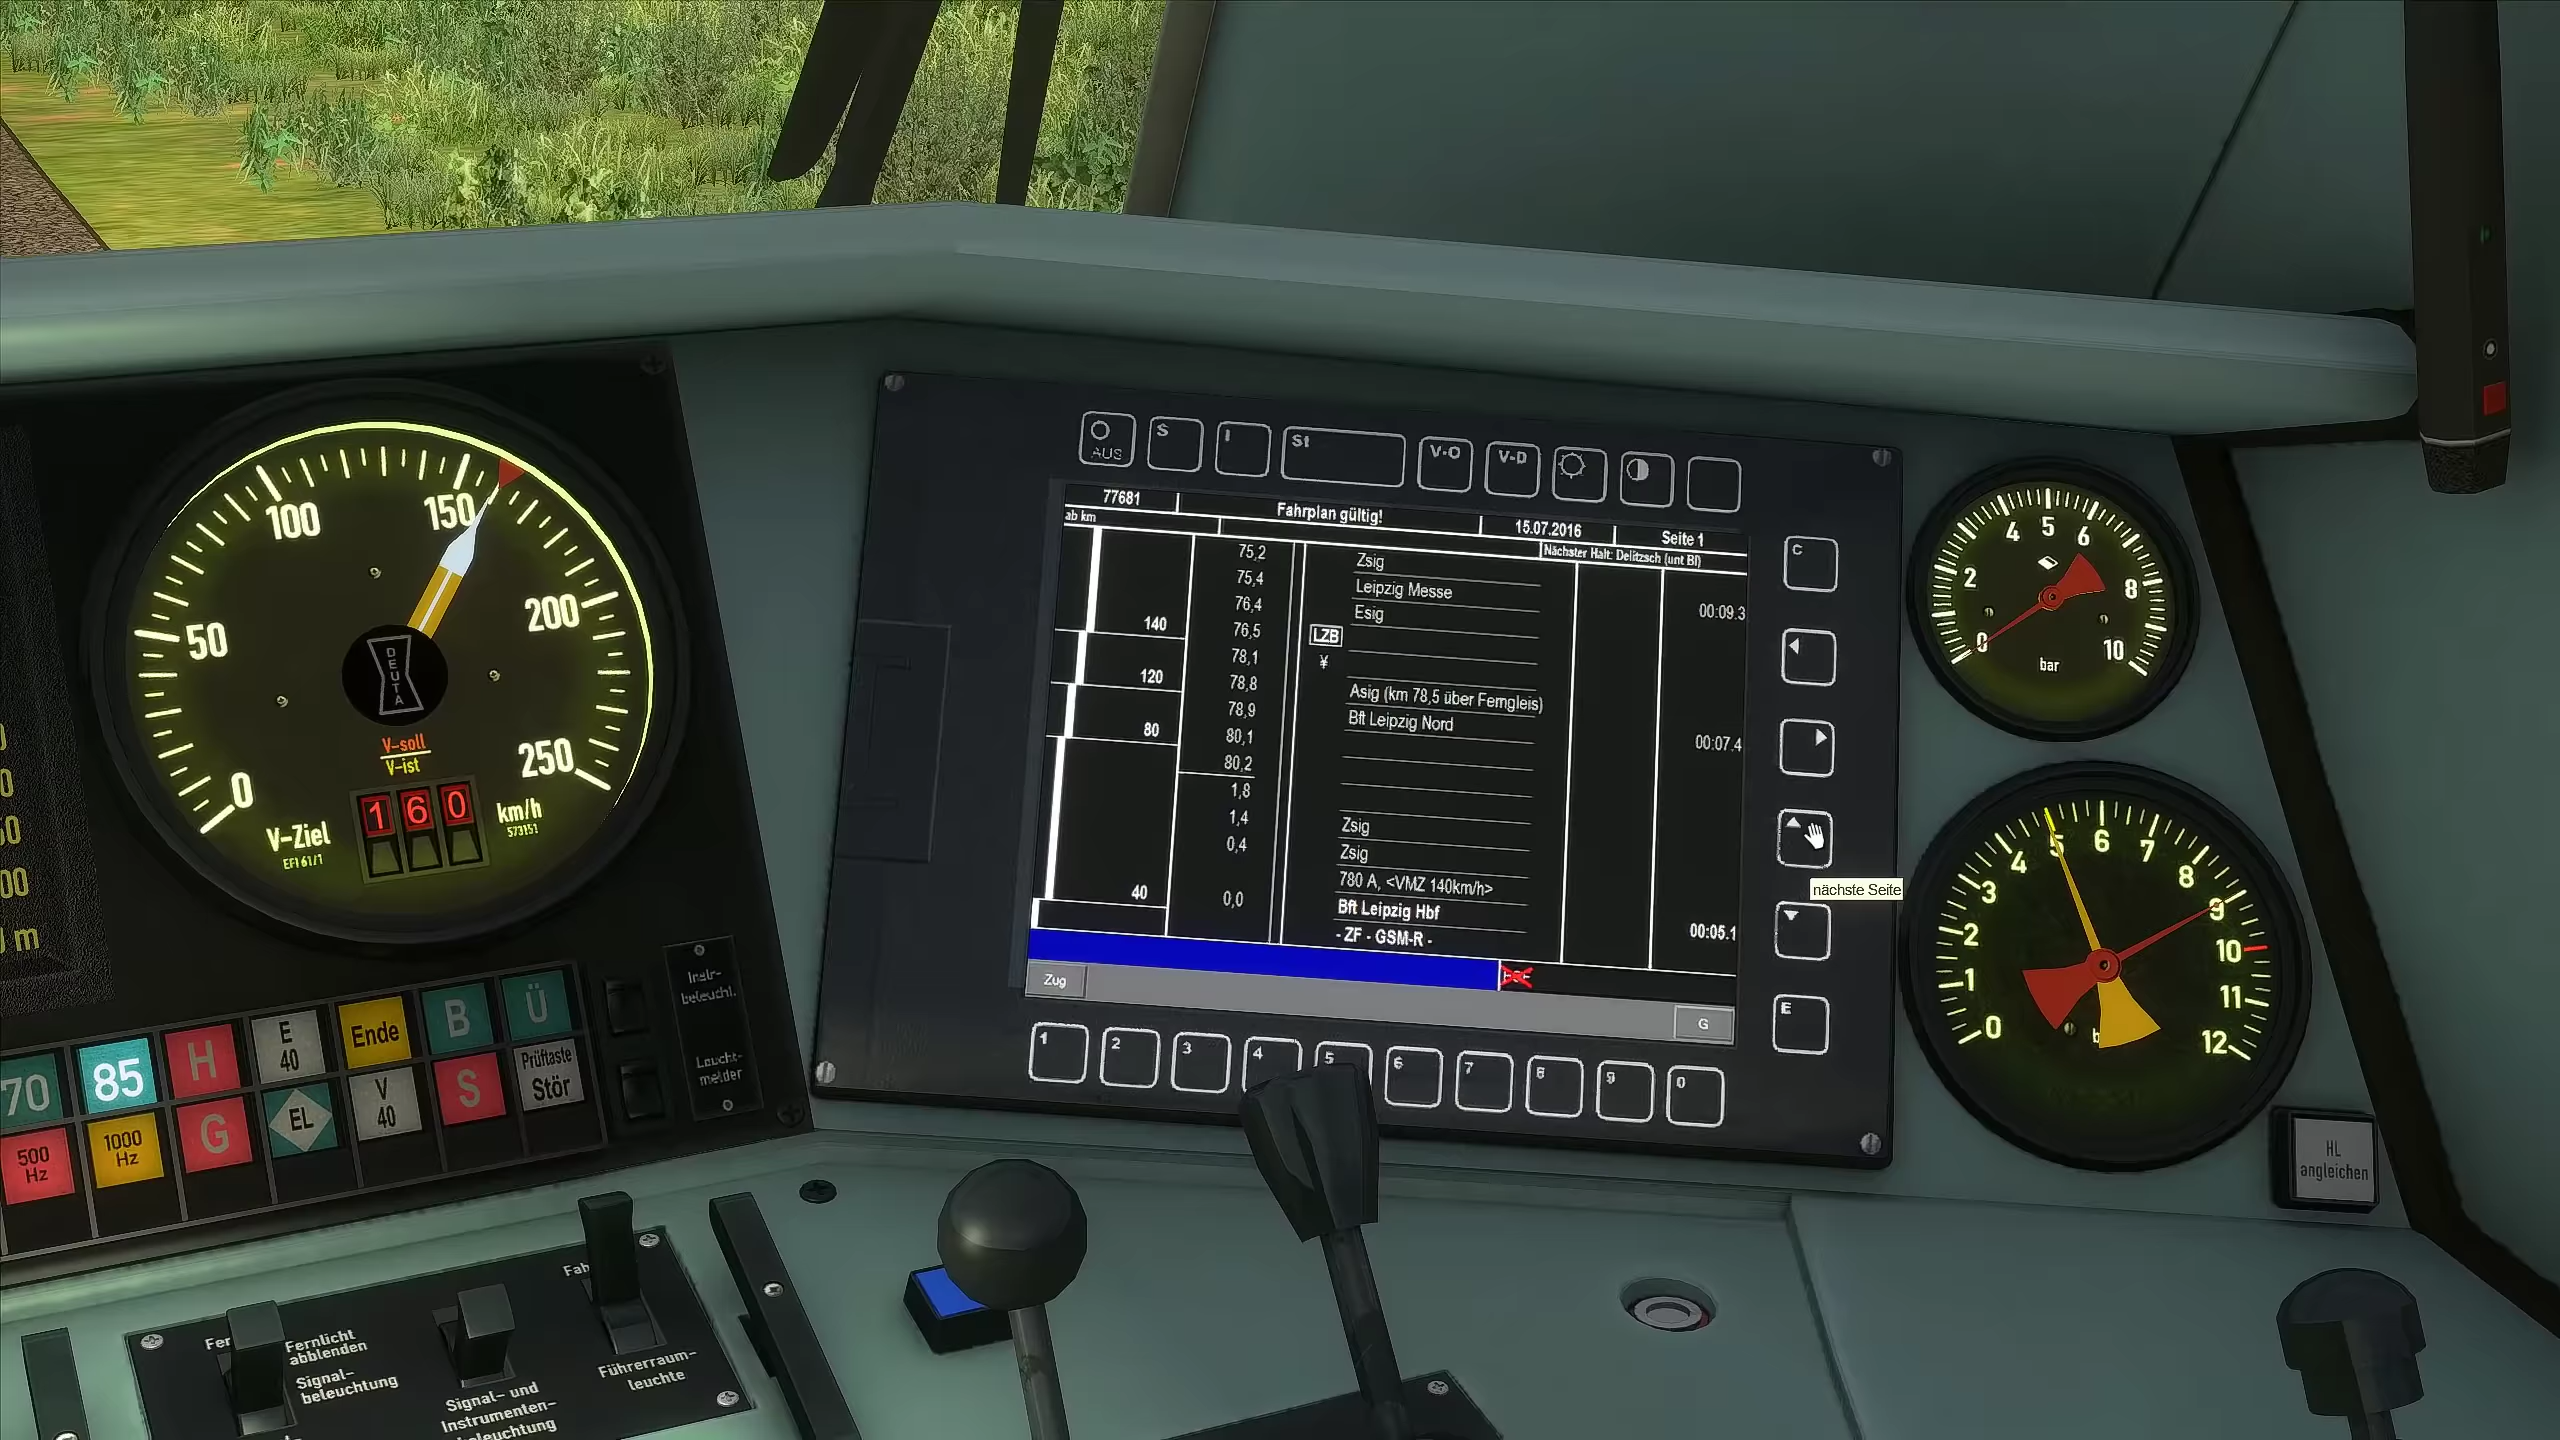 AUS
S
I
St
V-O
V-D
77681
Fahrplan gültig!
15.07.2016
Seite 1
ab km
Nächster Halt: Delitzsch (unt Bf)
75,2
Zsig
75,4
Leipzig Messe
00:09.3
76,4
Esig
140
76,5
LZB
78,1
¥
120
78,8
Asig (km 78,5 über Ferngleis)
78,9
Bft Leipzig Nord
00:07.4
80
80,1
80,2
1,8
1,4
Zsig
0,4
Zsig
780 A, <VMZ 140km/h>
40
0,0
Bft Leipzig Hbf
00:05.1
- ZF - GSM-R -
Zug
G
C
E
nächste Seite
1
2
3
4
5
6
7
8
9
0
0
50
100
150
200
250
DEUTA
V-soll
V-ist
160
V-Ziel
EFI 61/1
km/h
573151
0
2
4
5
6
8
10
bar
0
1
2
3
4
5
6
7
8
9
10
11
12
HL
angleichen
00
m
70
85
H
E
40
Ende
B
Ü
500
Hz
1000
Hz
G
EL
V
40
S
Prüftaste
Stör
Instr-
beleucht.
Leucht-
melder
Fernlicht
abblenden
Signal-
beleuchtung
Signal- und
Instrumenten-
beleuchtung
Führerraum-
leuchte